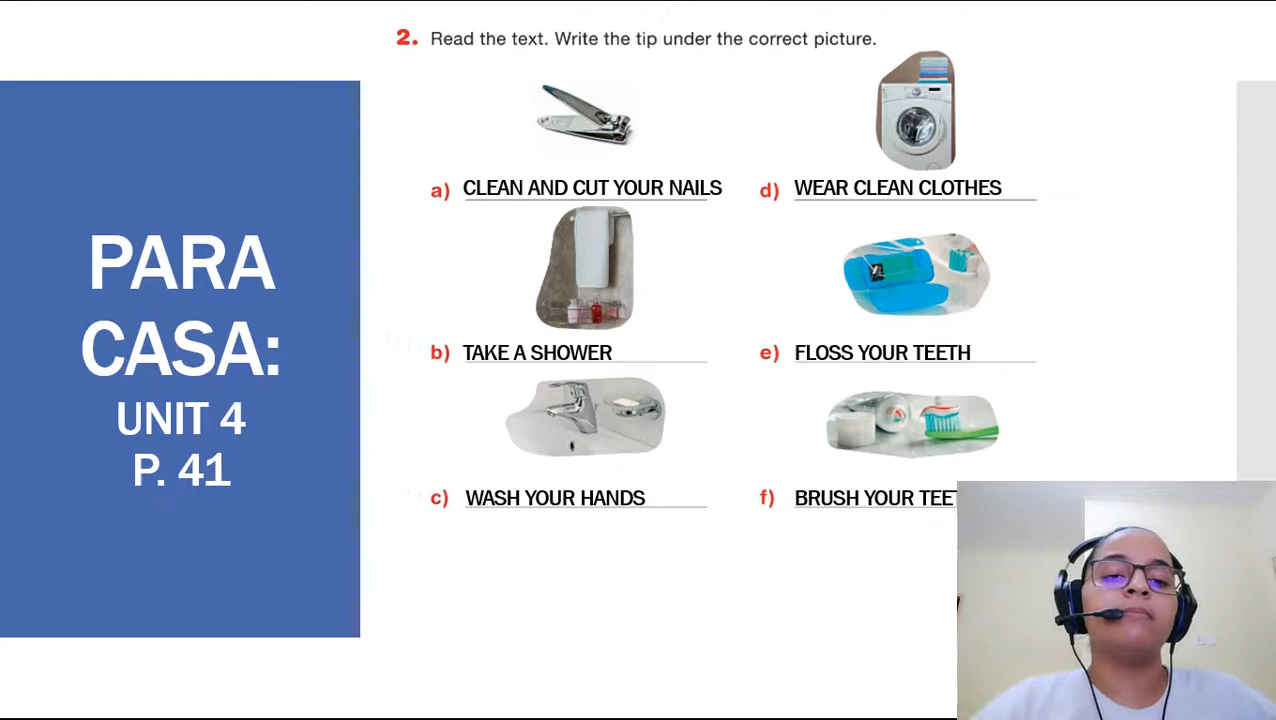 PARA
CASA:
UNIT 4
P. 41
2. Read the text. Write the tip under the correct picture.
a) CLEAN AND CUT YOUR NAILS
d) WEAR CLEAN CLOTHES
b) TAKE A SHOWER
e) FLOSS YOUR TEETH
c) WASH YOUR HANDS
f) BRUSH YOUR TEET